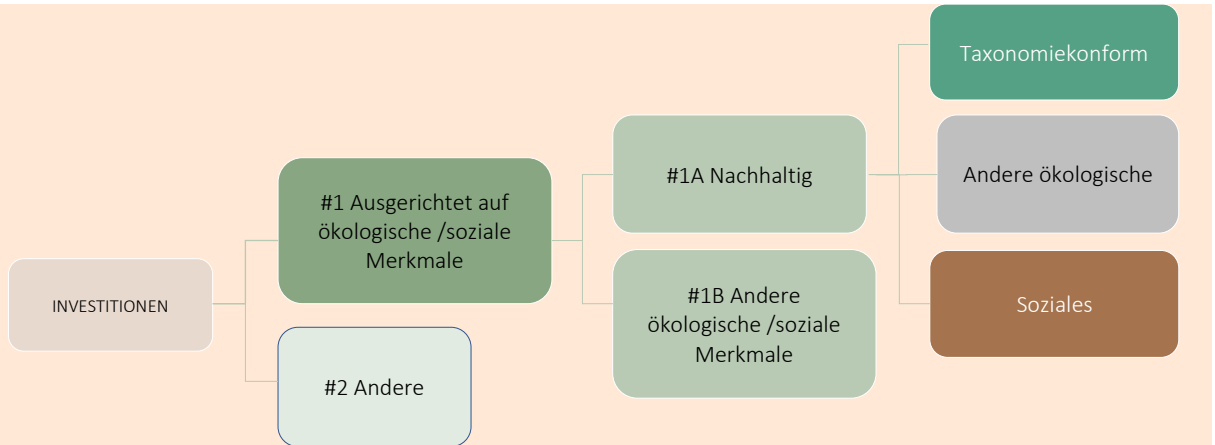 INVESTITIONEN
#1 Ausgerichtet auf
ökologische /soziale
Merkmale
#2 Andere
#1A Nachhaltig
#1B Andere
ökologische /soziale
Merkmale
Taxonomiekonform
Andere ökologische
Soziales